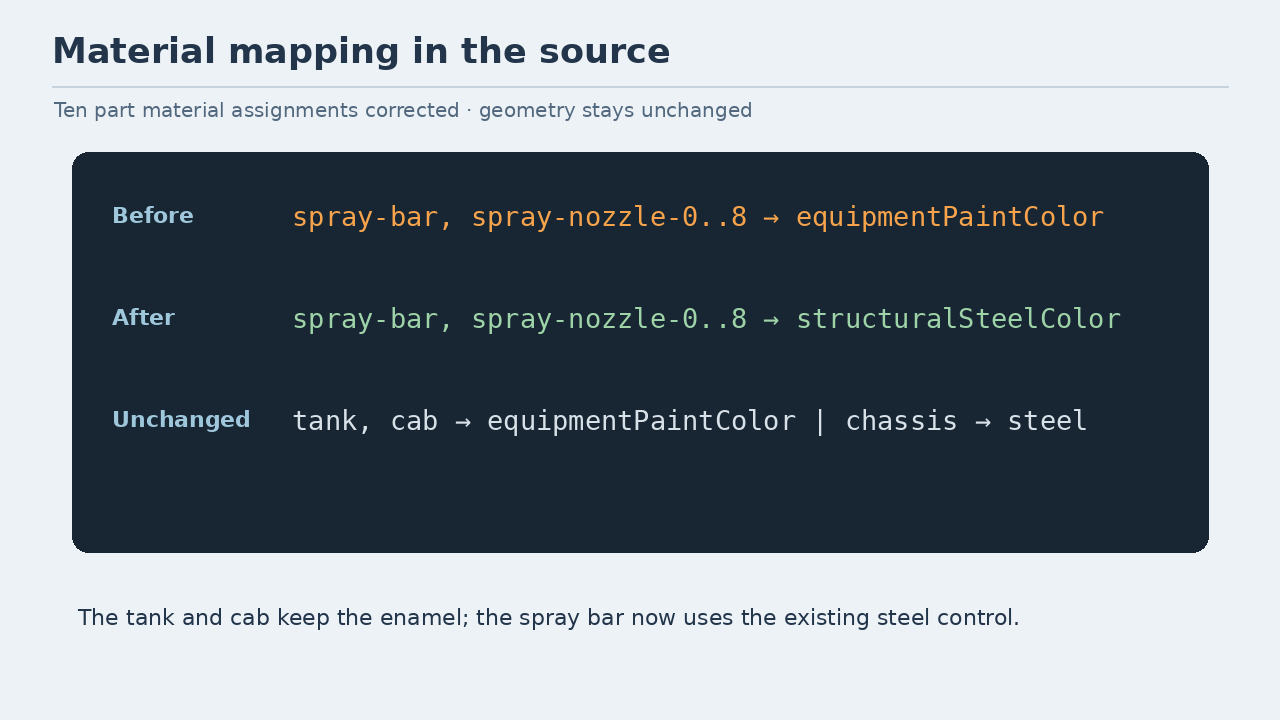 Material mapping in the source
Ten part material assignments corrected · geometry stays unchanged
Before spray-bar, spray-nozzle-0..8 → equipmentPaintColor
After spray-bar, spray-nozzle-0..8 → structuralSteelColor
Unchanged tank, cab → equipmentPaintColor | chassis → steel
The tank and cab keep the enamel; the spray bar now uses the existing steel control.